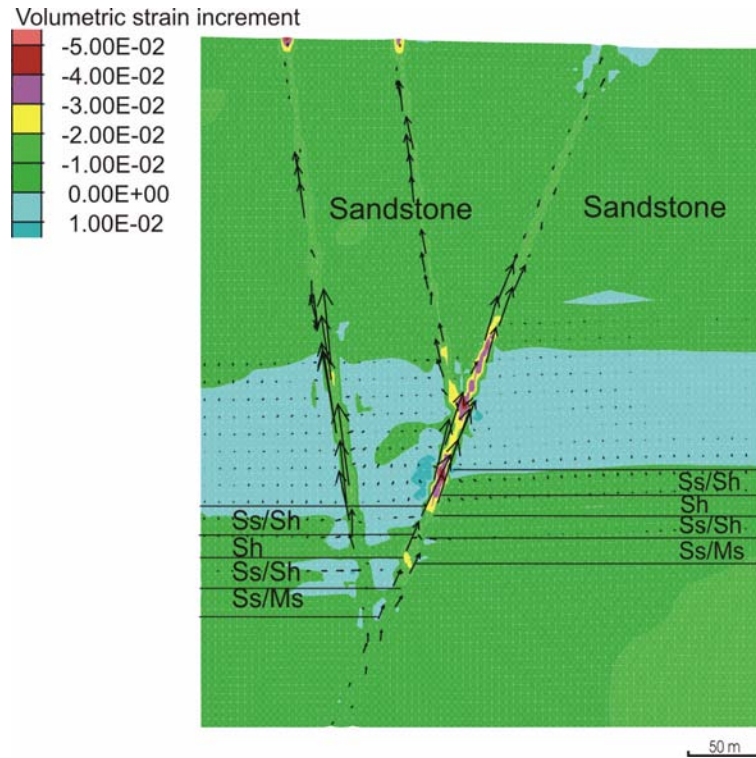 Volumetric strain increment
-5.00E-02
-4.00E-02
-3.00E-02
-2.00E-02
-1.00E-02
0.00E+00
1.00E-02
Sandstone
Sandstone
Ss/Sh
Sh
Ss/Sh
Ss/Ms
Ss/Sh
Sh
Ss/Sh
Ss/Ms
50 m